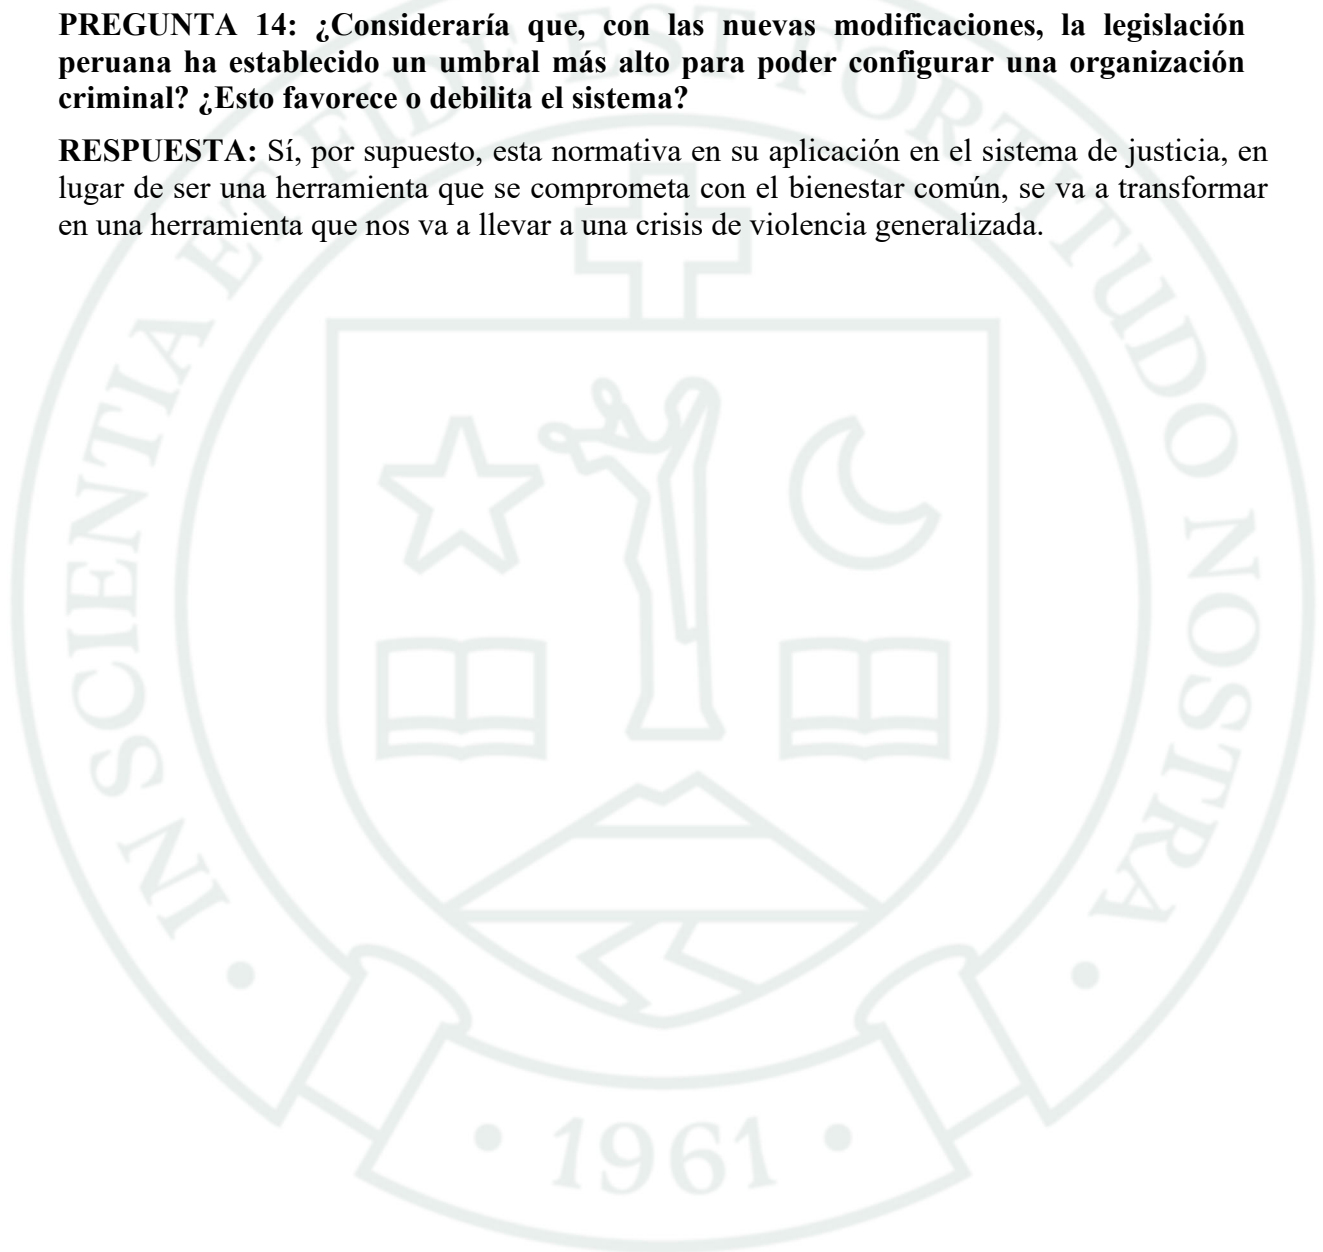 PREGUNTA 14: ¿Consideraría que, con las nuevas modificaciones, la legislación
peruana ha establecido un umbral más alto para poder configurar una organización
criminal? ¿Esto favorece o debilita el sistema?
RESPUESTA: Sí, por supuesto, esta normativa en su aplicación en el sistema de justicia, en
lugar de ser una herramienta que se comprometa con el bienestar común, se va a transformar
en una herramienta que nos va a llevar a una crisis de violencia generalizada.
IN SCIENTIA ET FIDE EST FORTITUDO NOSTRA
• 1961 •